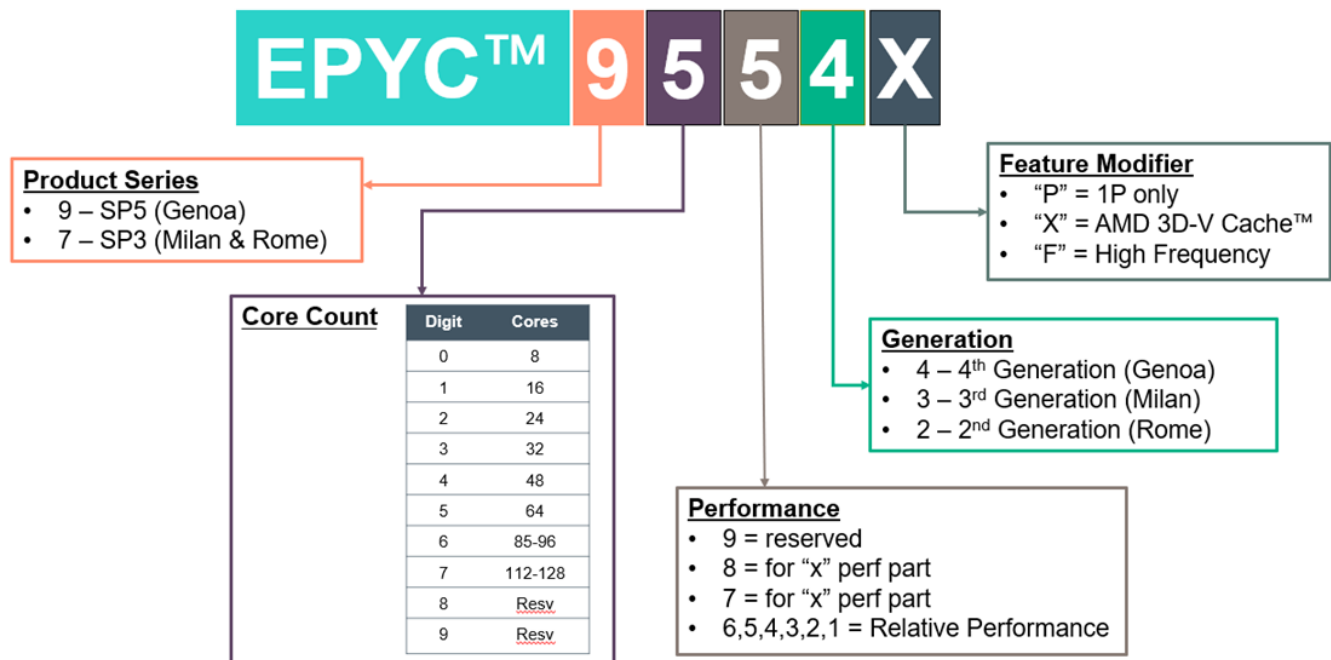 EPYC™ 9 5 5 4 X
Product Series
• 9 – SP5 (Genoa)
• 7 – SP3 (Milan & Rome)
Feature Modifier
• “P” = 1P only
• “X” = AMD 3D-V Cache™
• “F” = High Frequency
Core Count
Digit Cores
0 8
1 16
2 24
3 32
4 48
5 64
6 85-96
7 112-128
8 Resv
9 Resv
Generation
• 4 – 4th Generation (Genoa)
• 3 – 3rd Generation (Milan)
• 2 – 2nd Generation (Rome)
Performance
• 9 = reserved
• 8 = for “x” perf part
• 7 = for “x” perf part
• 6,5,4,3,2,1 = Relative Performance